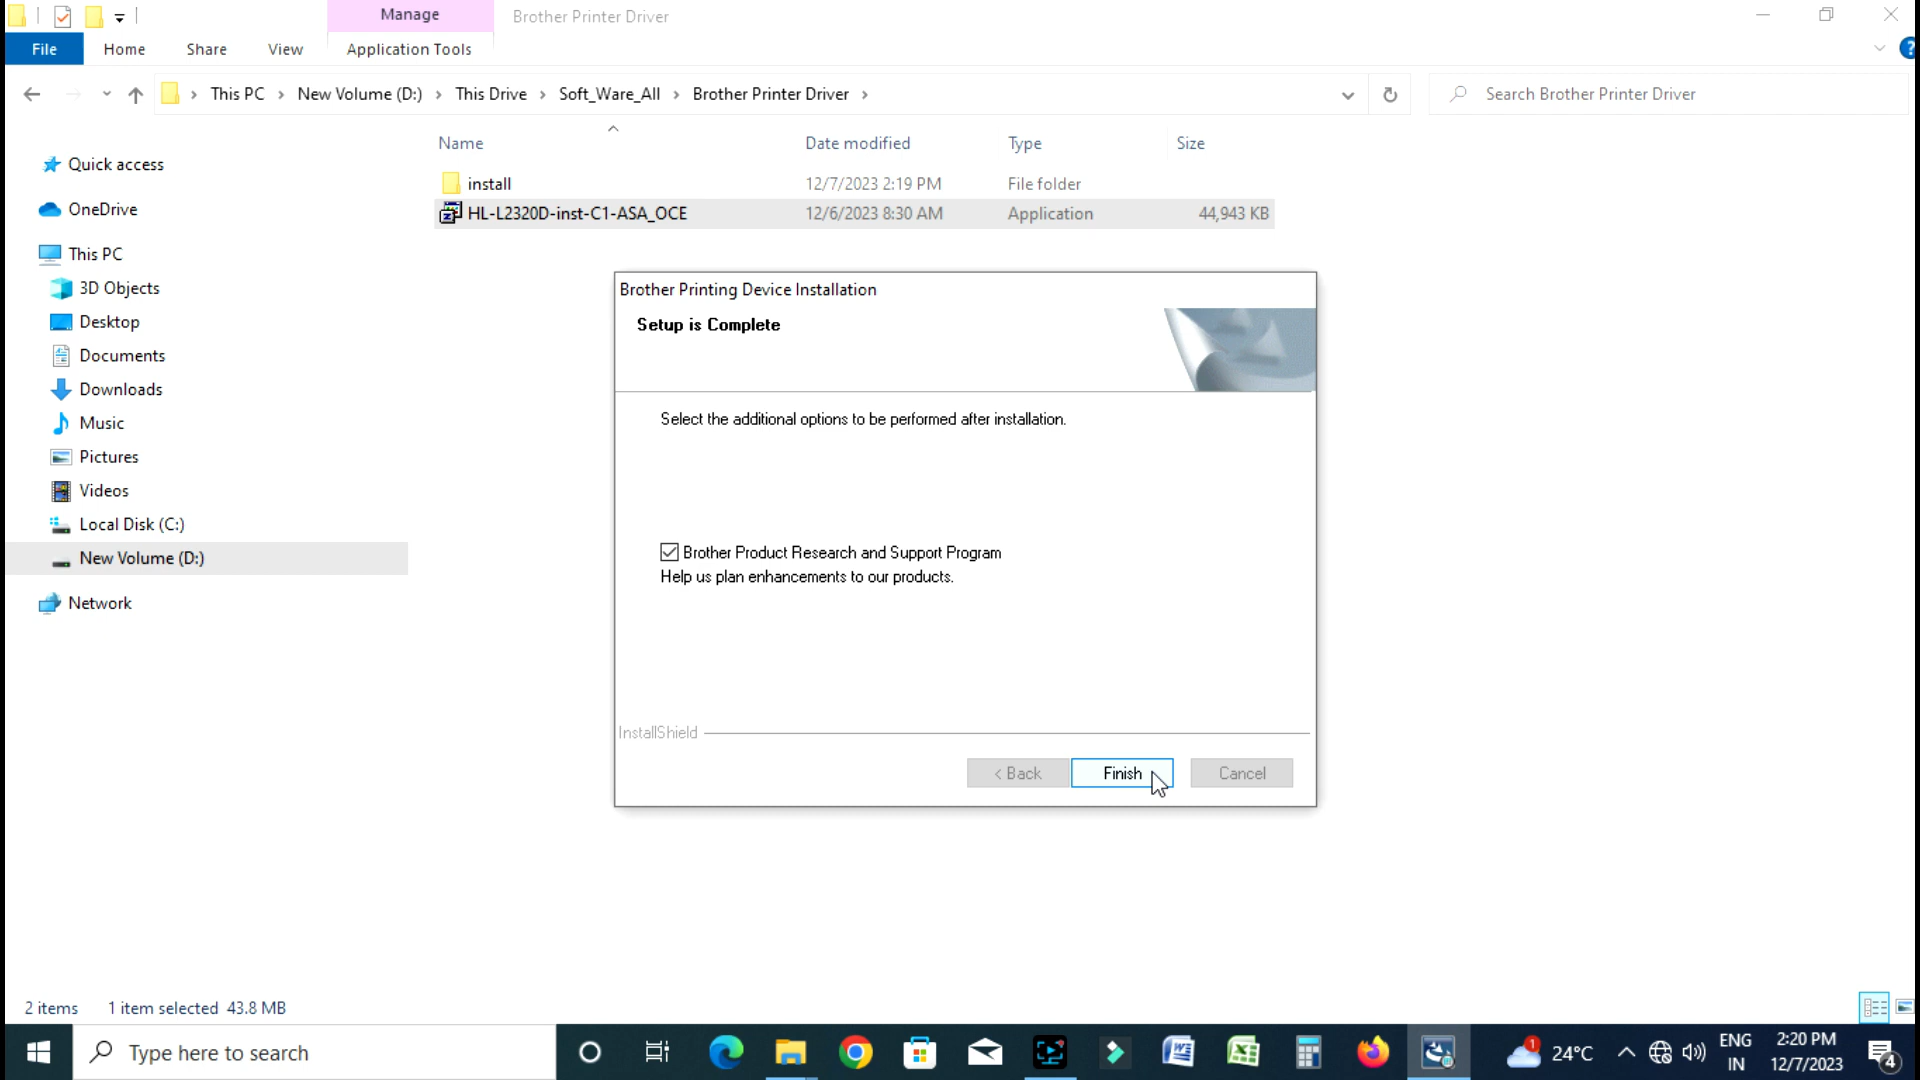 Manage
Brother Printer Driver
File
Home
Share
View
Application Tools
This PC
New Volume (D:)
This Drive
Soft_Ware_All
Brother Printer Driver
Search Brother Printer Driver
Name
Date modified
Type
Size
install
12/7/2023 2:19 PM
File folder
HL-L2320D-inst-C1-ASA_OCE
12/6/2023 8:30 AM
Application
44,943 KB
Quick access
OneDrive
This PC
3D Objects
Desktop
Documents
Downloads
Music
Pictures
Videos
Local Disk (C:)
New Volume (D:)
Network
Brother Printing Device Installation
Setup is Complete
Select the additional options to be performed after installation.
Brother Product Research and Support Program
Help us plan enhancements to our products.
InstallShield
< Back
Finish
Cancel
2 items
1 item selected 43.8 MB
Type here to search
1
24°C
ENG
IN
2:20 PM
12/7/2023
4